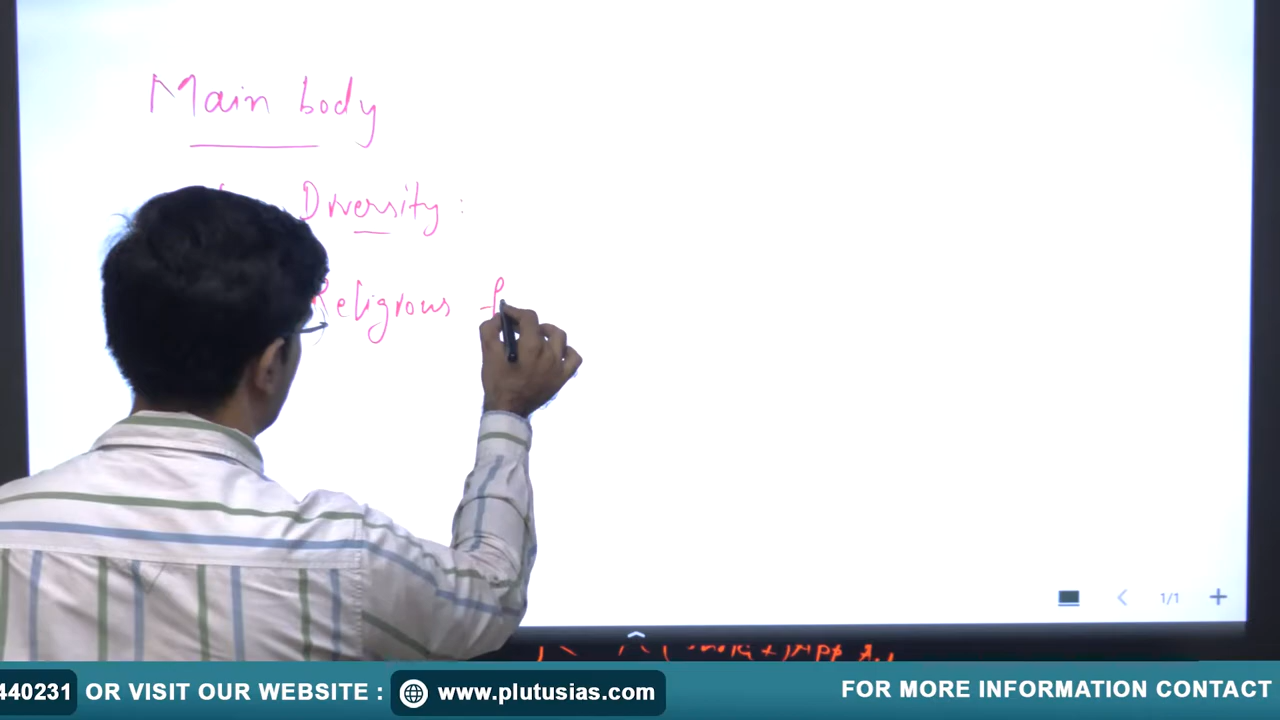 Main body
Diversity :
Religious f
1/1
440231 OR VISIT OUR WEBSITE : www.plutusias.com FOR MORE INFORMATION CONTACT